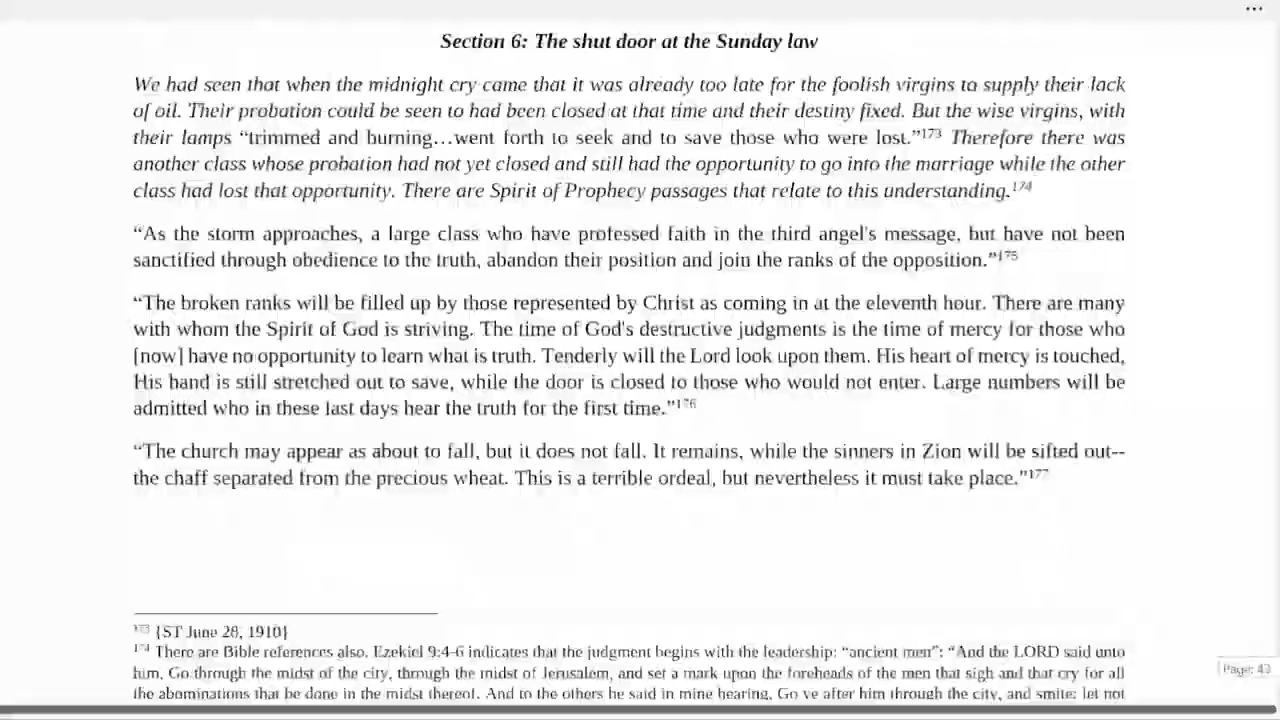 Section 6: The shut door at the Sunday law
We had seen that when the midnight cry came that it was already too late for the foolish virgins to supply their lack
of oil. Their probation could be seen to had been closed at that time and their destiny fixed. But the wise virgins, with
their lamps “trimmed and burning…went forth to seek and to save those who were lost.”173 Therefore there was
another class whose probation had not yet closed and still had the opportunity to go into the marriage while the other
class had lost that opportunity. There are Spirit of Prophecy passages that relate to this understanding.174
“As the storm approaches, a large class who have professed faith in the third angel's message, but have not been
sanctified through obedience to the truth, abandon their position and join the ranks of the opposition.”175
“The broken ranks will be filled up by those represented by Christ as coming in at the eleventh hour. There are many
with whom the Spirit of God is striving. The time of God's destructive judgments is the time of mercy for those who
[now] have no opportunity to learn what is truth. Tenderly will the Lord look upon them. His heart of mercy is touched,
His hand is still stretched out to save, while the door is closed to those who would not enter. Large numbers will be
admitted who in these last days hear the truth for the first time.”176
“The church may appear as about to fall, but it does not fall. It remains, while the sinners in Zion will be sifted out--
the chaff separated from the precious wheat. This is a terrible ordeal, but nevertheless it must take place.”177
173 {ST June 28, 1910}
174 There are Bible references also. Ezekiel 9:4-6 indicates that the judgment begins with the leadership: “ancient men”: “And the LORD said unto
him, Go through the midst of the city, through the midst of Jerusalem, and set a mark upon the foreheads of the men that sigh and that cry for all
the abominations that be done in the midst thereof. And to the others he said in mine hearing, Go ye after him through the city, and smite: let not
Page: 43